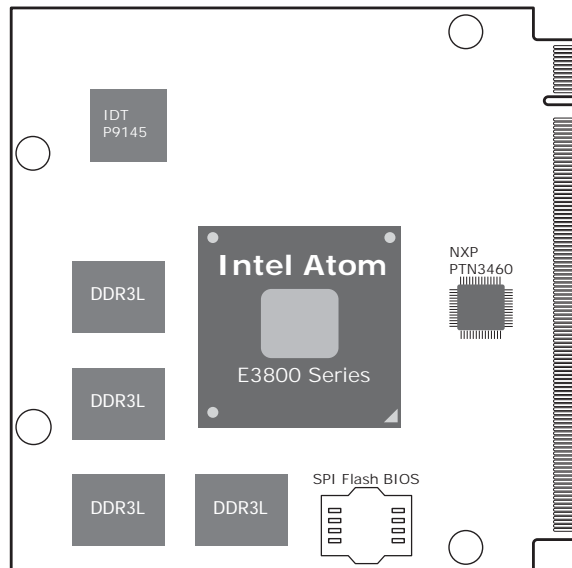 IDT
P9145
Intel Atom
E3800 Series
NXP
PTN3460
DDR3L
DDR3L
DDR3L
DDR3L
SPI Flash BIOS